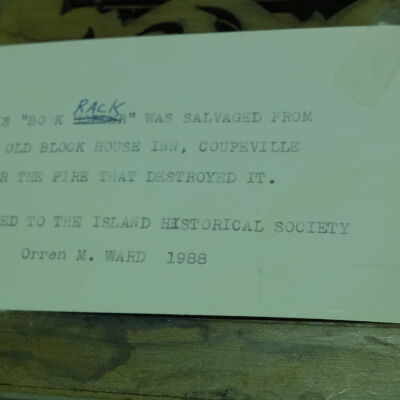 RACK
S "BOOK HOLDER" WAS SALVAGED FROM
OLD BLOCK HOUSE INN, COUPEVILLE
R THE FIRE THAT DESTROYED IT.
ED TO THE ISLAND HISTORICAL SOCIETY
Orren M. WARD 1988